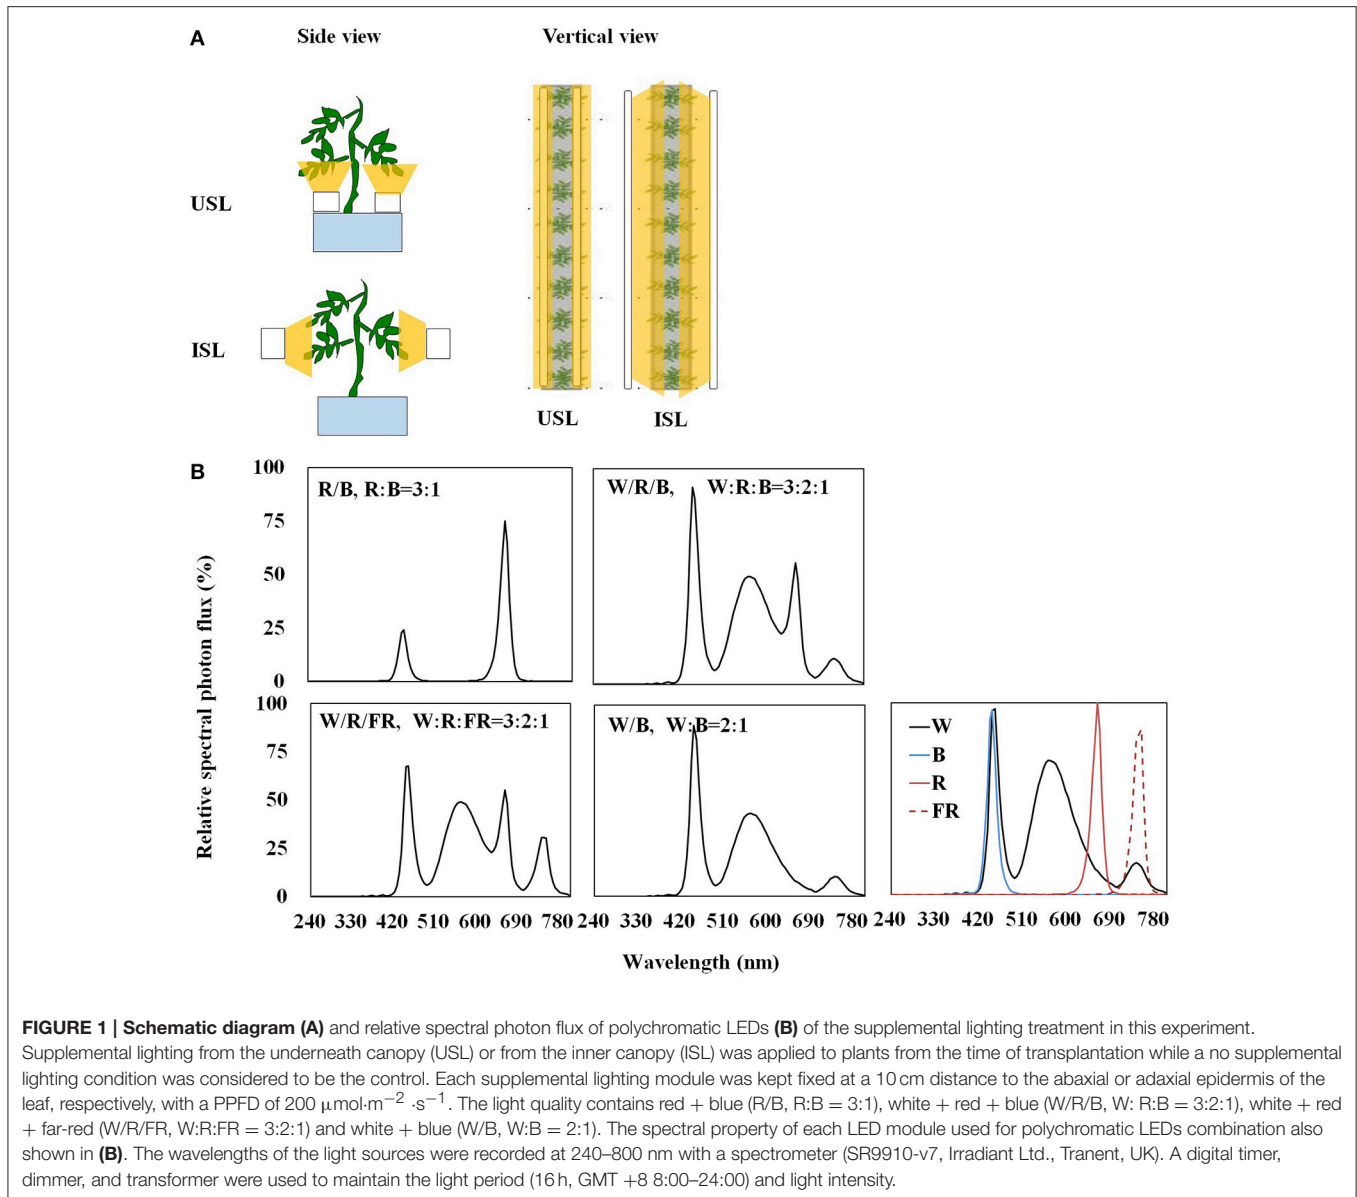 A
Side view
Vertical view
USL
ISL
USL
ISL
B
Relative spectral photon flux (%)
100
75
50
25
0
R/B, R:B=3:1
W/R/B, W:R:B=3:2:1
100
75
50
25
0
W/R/FR, W:R:FR=3:2:1
W/B, W:B=2:1
W
B
R
FR
240 330 420 510 600 690 780
240 330 420 510 600 690 780
240 330 420 510 600 690 780
Wavelength (nm)
FIGURE 1 | Schematic diagram (A) and relative spectral photon flux of polychromatic LEDs (B) of the supplemental lighting treatment in this experiment.
Supplemental lighting from the underneath canopy (USL) or from the inner canopy (ISL) was applied to plants from the time of transplantation while a no supplemental
lighting condition was considered to be the control. Each supplemental lighting module was kept fixed at a 10 cm distance to the abaxial or adaxial epidermis of the
leaf, respectively, with a PPFD of 200 μmol·m⁻² ·s⁻¹. The light quality contains red + blue (R/B, R:B = 3:1), white + red + blue (W/R/B, W: R:B = 3:2:1), white + red
+ far-red (W/R/FR, W:R:FR = 3:2:1) and white + blue (W/B, W:B = 2:1). The spectral property of each LED module used for polychromatic LEDs combination also
shown in (B). The wavelengths of the light sources were recorded at 240–800 nm with a spectrometer (SR9910-v7, Irradiant Ltd., Tranent, UK). A digital timer,
dimmer, and transformer were used to maintain the light period (16 h, GMT +8 8:00–24:00) and light intensity.